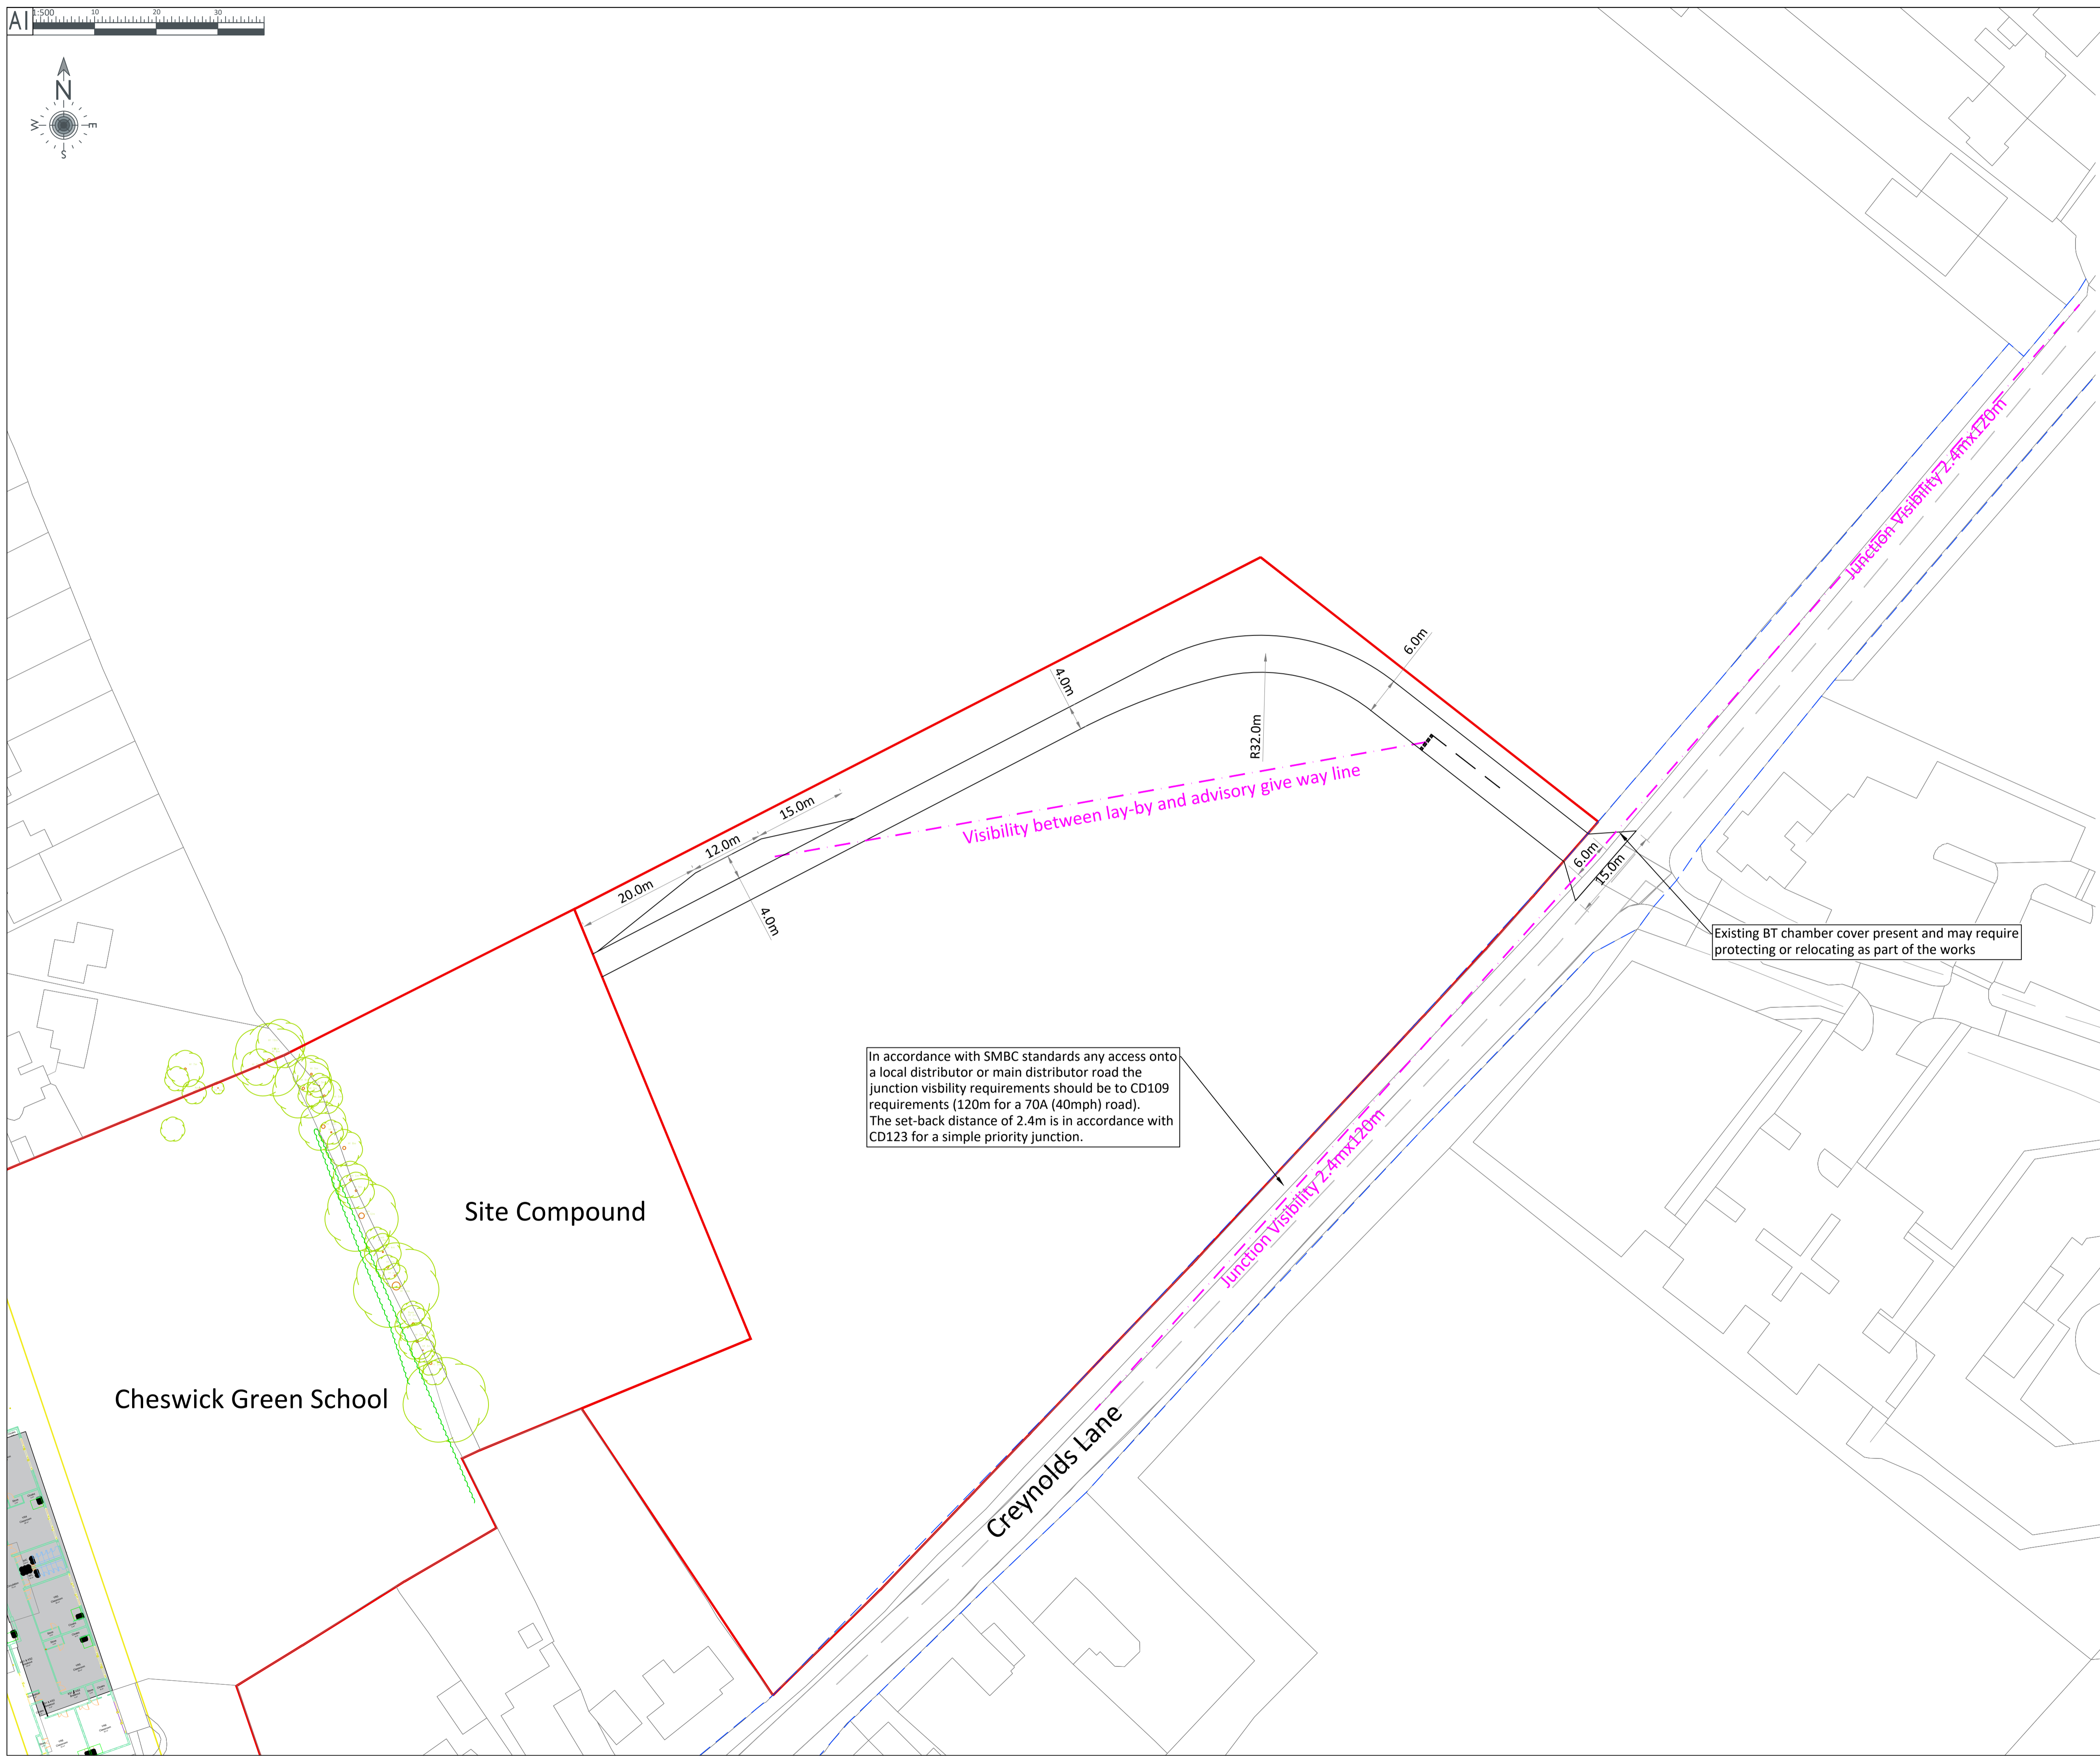 A1
1:500
10
20
30
N
W
E
S
Junction Visibility 2.4mx120m
6.0m
4.0m
R32.0m
Visibility between lay-by and advisory give way line
15.0m
12.0m
20.0m
4.0m
6.0m
15.0m
Existing BT chamber cover present and may require
protecting or relocating as part of the works
In accordance with SMBC standards any access onto
a local distributor or main distributor road the
junction visbility requirements should be to CD109
requirements (120m for a 70A (40mph) road).
The set-back distance of 2.4m is in accordance with
CD123 for a simple priority junction.
Junction Visibility 2.4mx120m
Site Compound
Cheswick Green School
Creynolds Lane